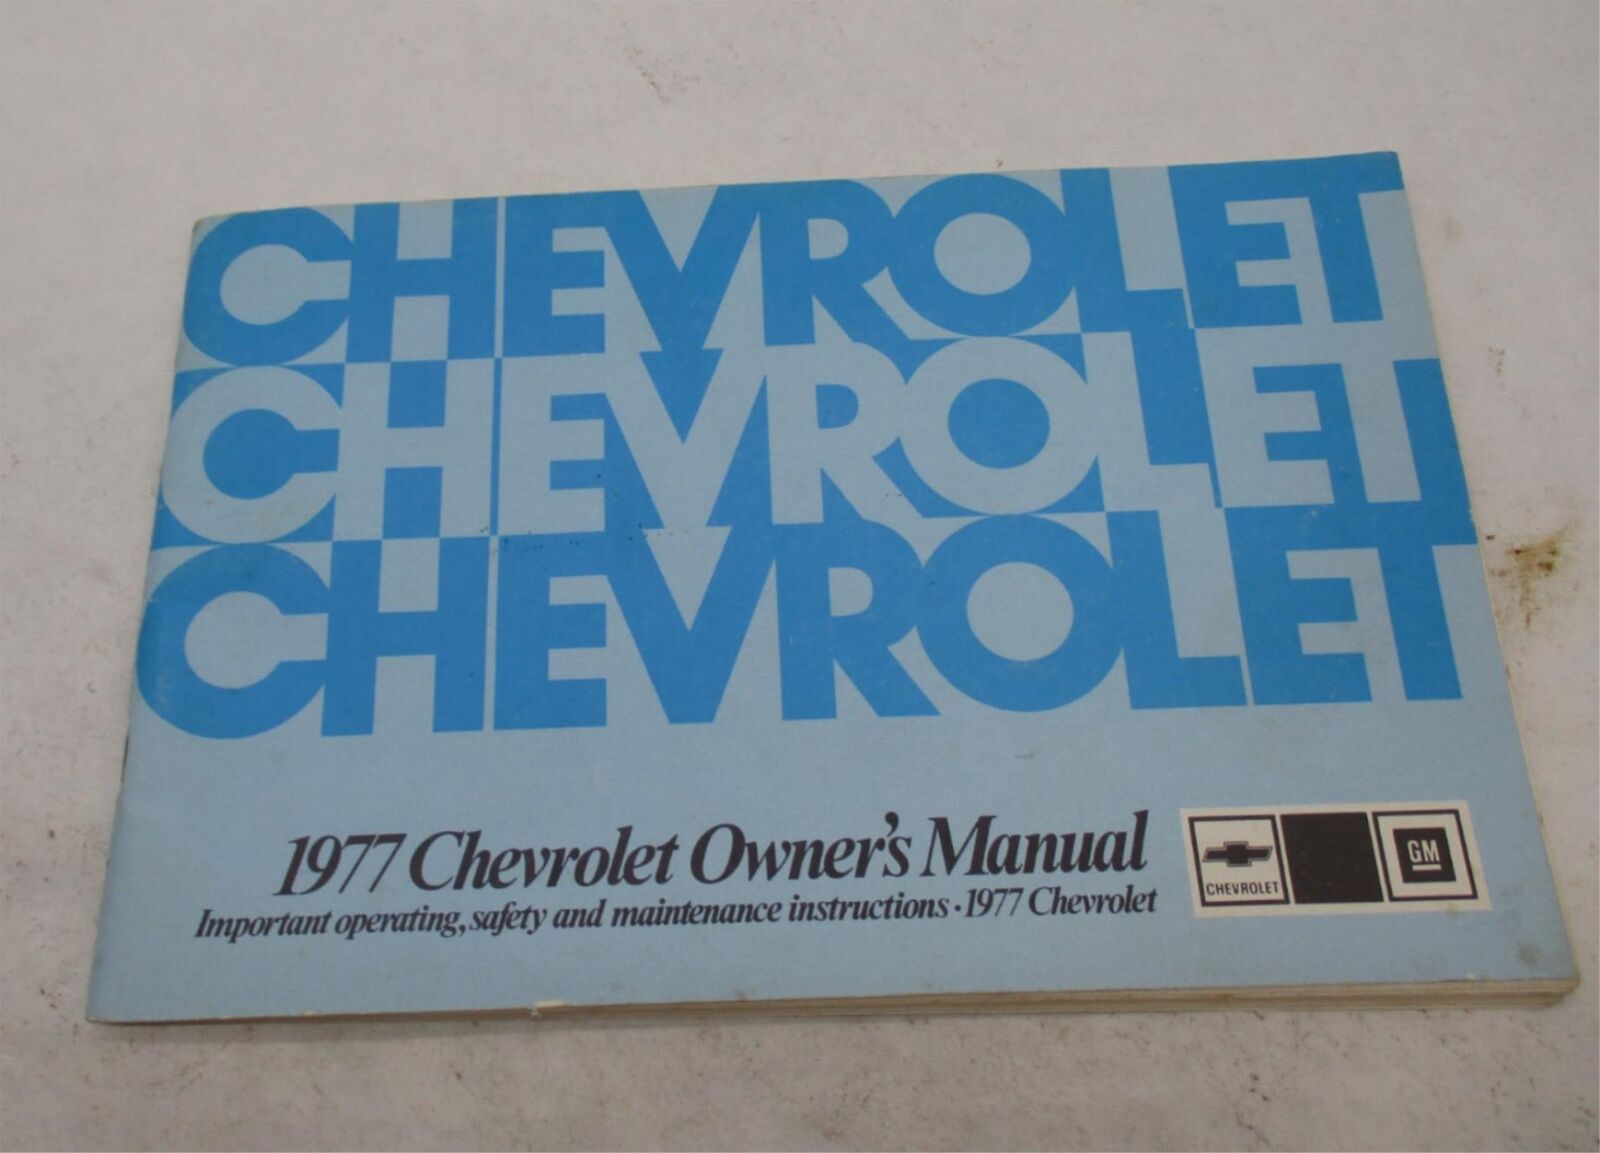 CHEVROLET
CHEVROLET
CHEVROLET
1977 Chevrolet Owner's Manual
Important operating, safety and maintenance instructions • 1977 Chevrolet
CHEVROLET
GM